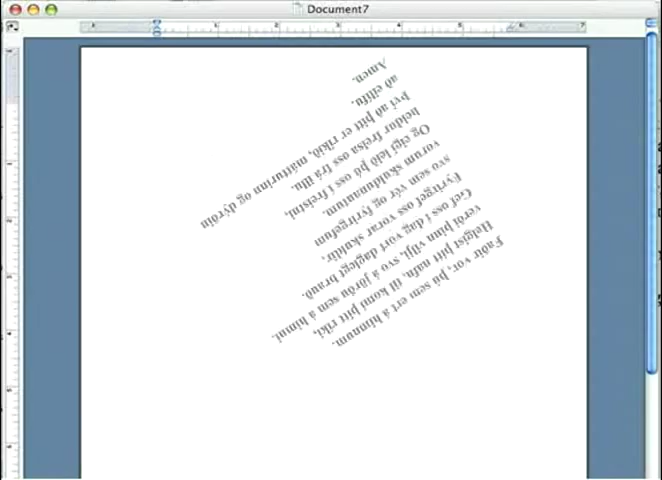 Document7
Faðir vor, þú sem ert á himnum.
Helgist þitt nafn, til komi þitt ríki,
verði þinn vilji, svo á jörðu sem á himni.
Gef oss í dag vort daglegt brauð.
Fyrirgef oss vorar skuldir,
svo sem vér og fyrirgefum
vorum skuldunautum.
Og eigi leið þú oss í freistni,
heldur frelsa oss frá illu.
Því að þitt er ríkið, mátturinn og dýrðin
að eilífu.
Amen.